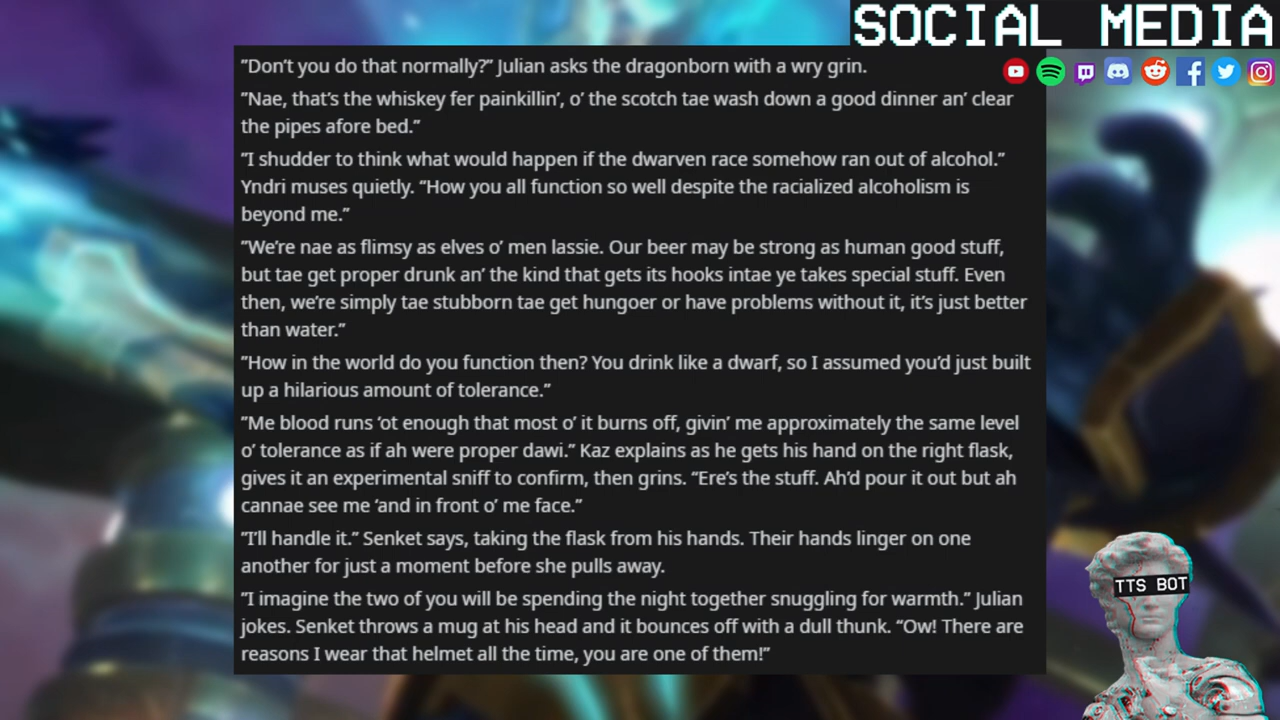 SOCIAL MEDIA
"Don't you do that normally?" Julian asks the dragonborn with a wry grin.
"Nae, that's the whiskey fer painkillin', o' the scotch tae wash down a good dinner an' clear
the pipes afore bed."
"I shudder to think what would happen if the dwarven race somehow ran out of alcohol."
Yndri muses quietly. "How you all function so well despite the racialized alcoholism is
beyond me."
"We're nae as flimsy as elves o' men lassie. Our beer may be strong as human good stuff,
but tae get proper drunk an' the kind that gets its hooks intae ye takes special stuff. Even
then, we're simply tae stubborn tae get hungoer or have problems without it, it's just better
than water."
"How in the world do you function then? You drink like a dwarf, so I assumed you'd just built
up a hilarious amount of tolerance."
"Me blood runs 'ot enough that most o' it burns off, givin' me approximately the same level
o' tolerance as if ah were proper dawi." Kaz explains as he gets his hand on the right flask,
gives it an experimental sniff to confirm, then grins. "Ere's the stuff. Ah'd pour it out but ah
cannae see me 'and in front o' me face."
"I'll handle it." Senket says, taking the flask from his hands. Their hands linger on one
another for just a moment before she pulls away.
"I imagine the two of you will be spending the night together snuggling for warmth." Julian
jokes. Senket throws a mug at his head and it bounces off with a dull thunk. "Ow! There are
reasons I wear that helmet all the time, you are one of them!"
TTS BOT